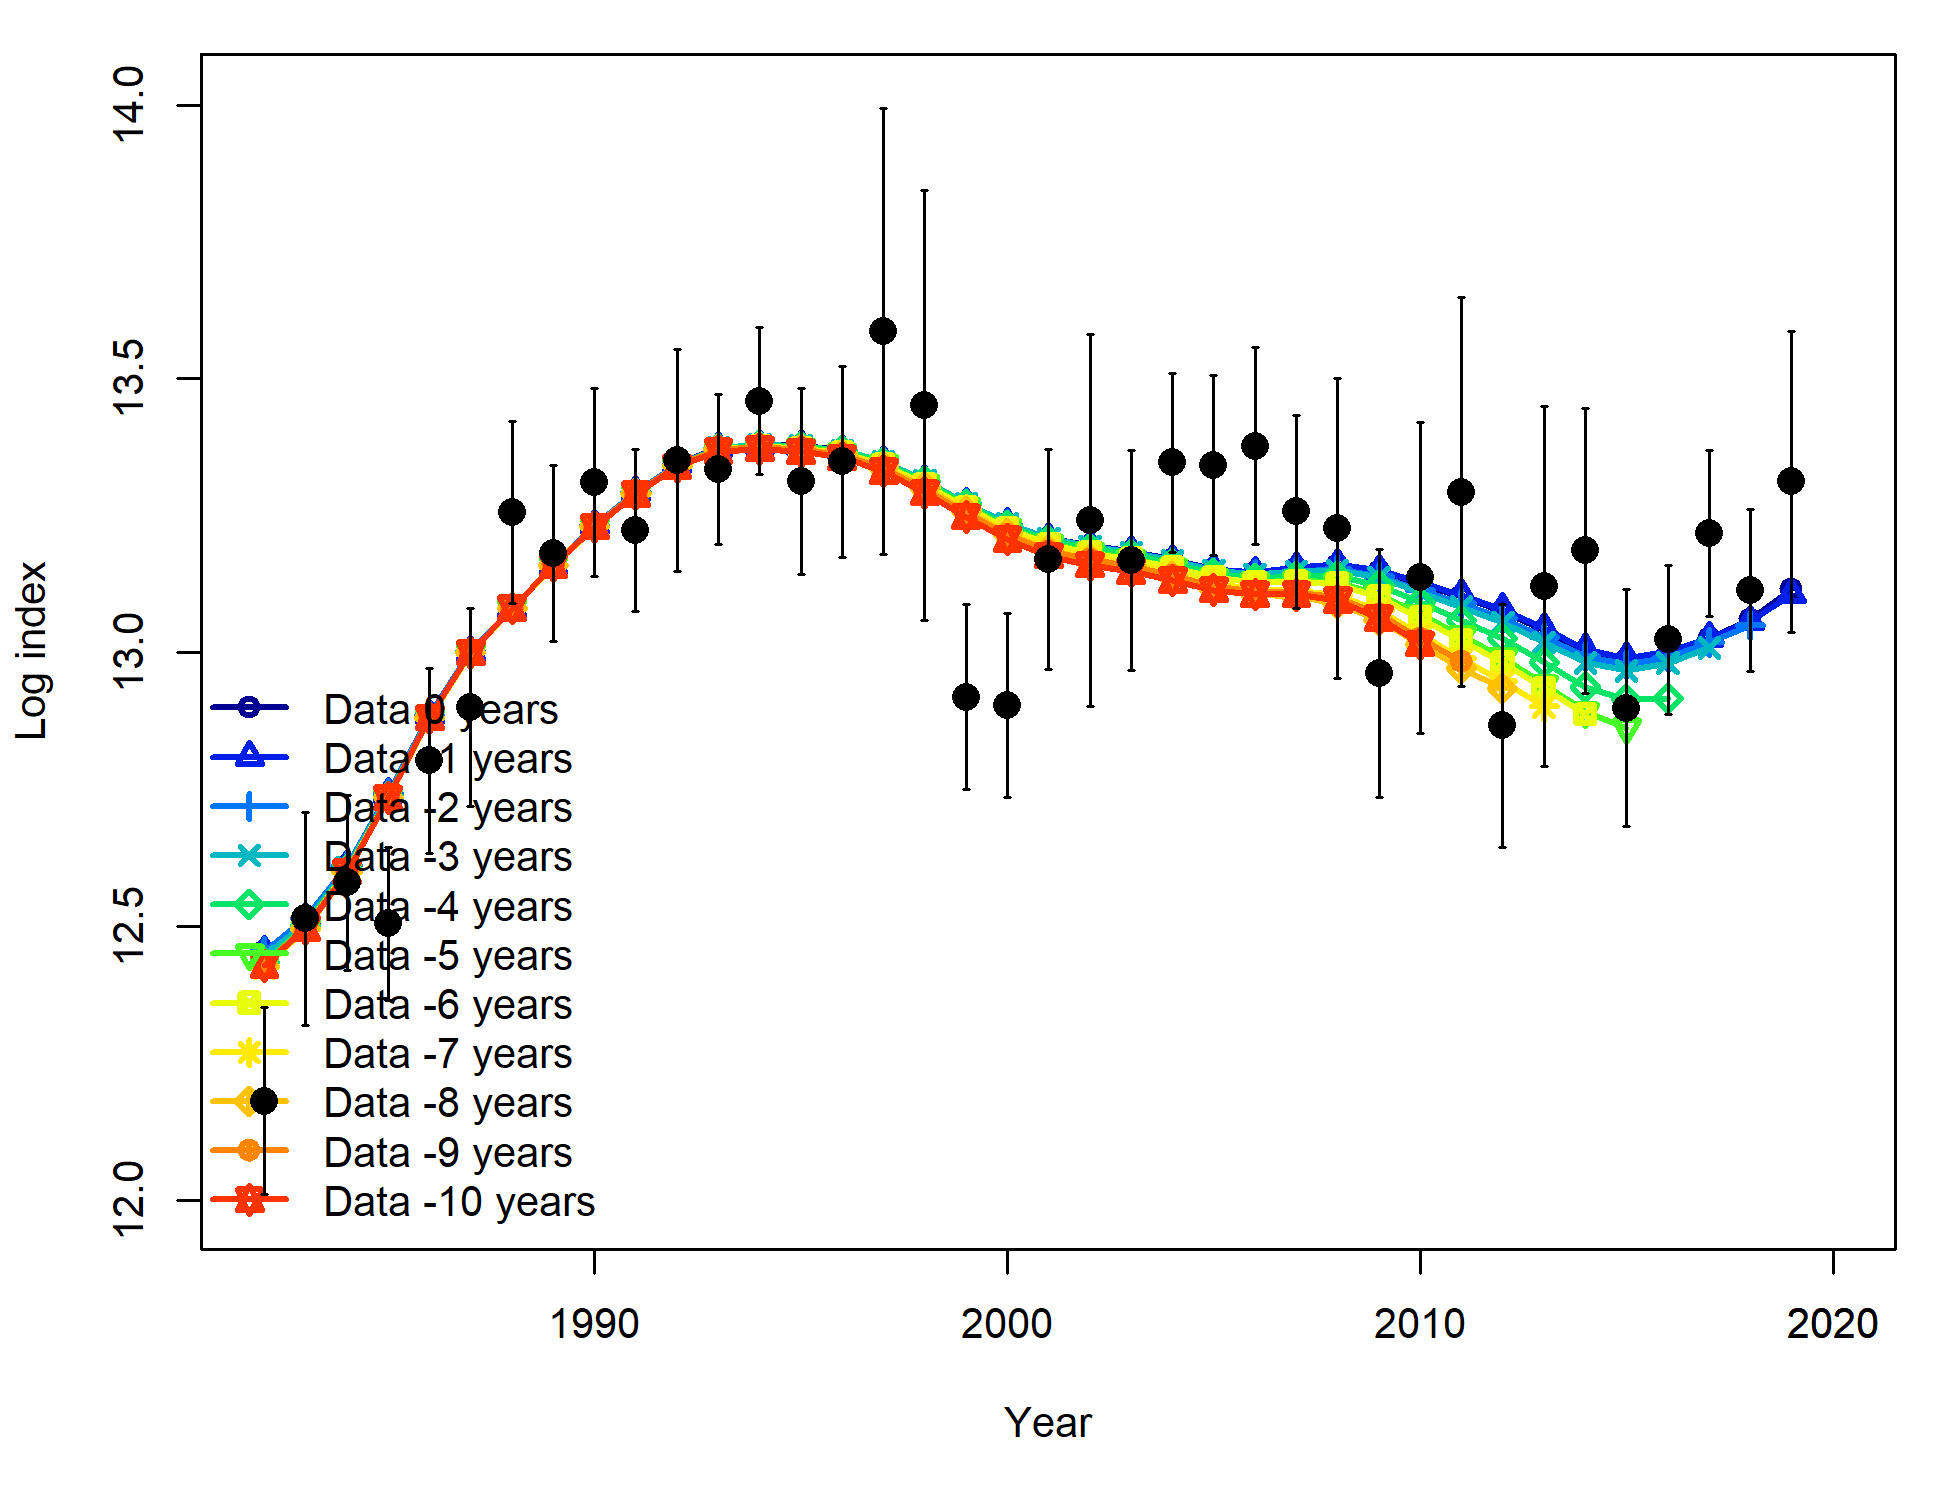 14.0
13.5
13.0
12.5
12.0
Log index
Data 0 years
Data -1 years
Data -2 years
Data -3 years
Data -4 years
Data -5 years
Data -6 years
Data -7 years
Data -8 years
Data -9 years
Data -10 years
1990 2000 2010 2020
Year